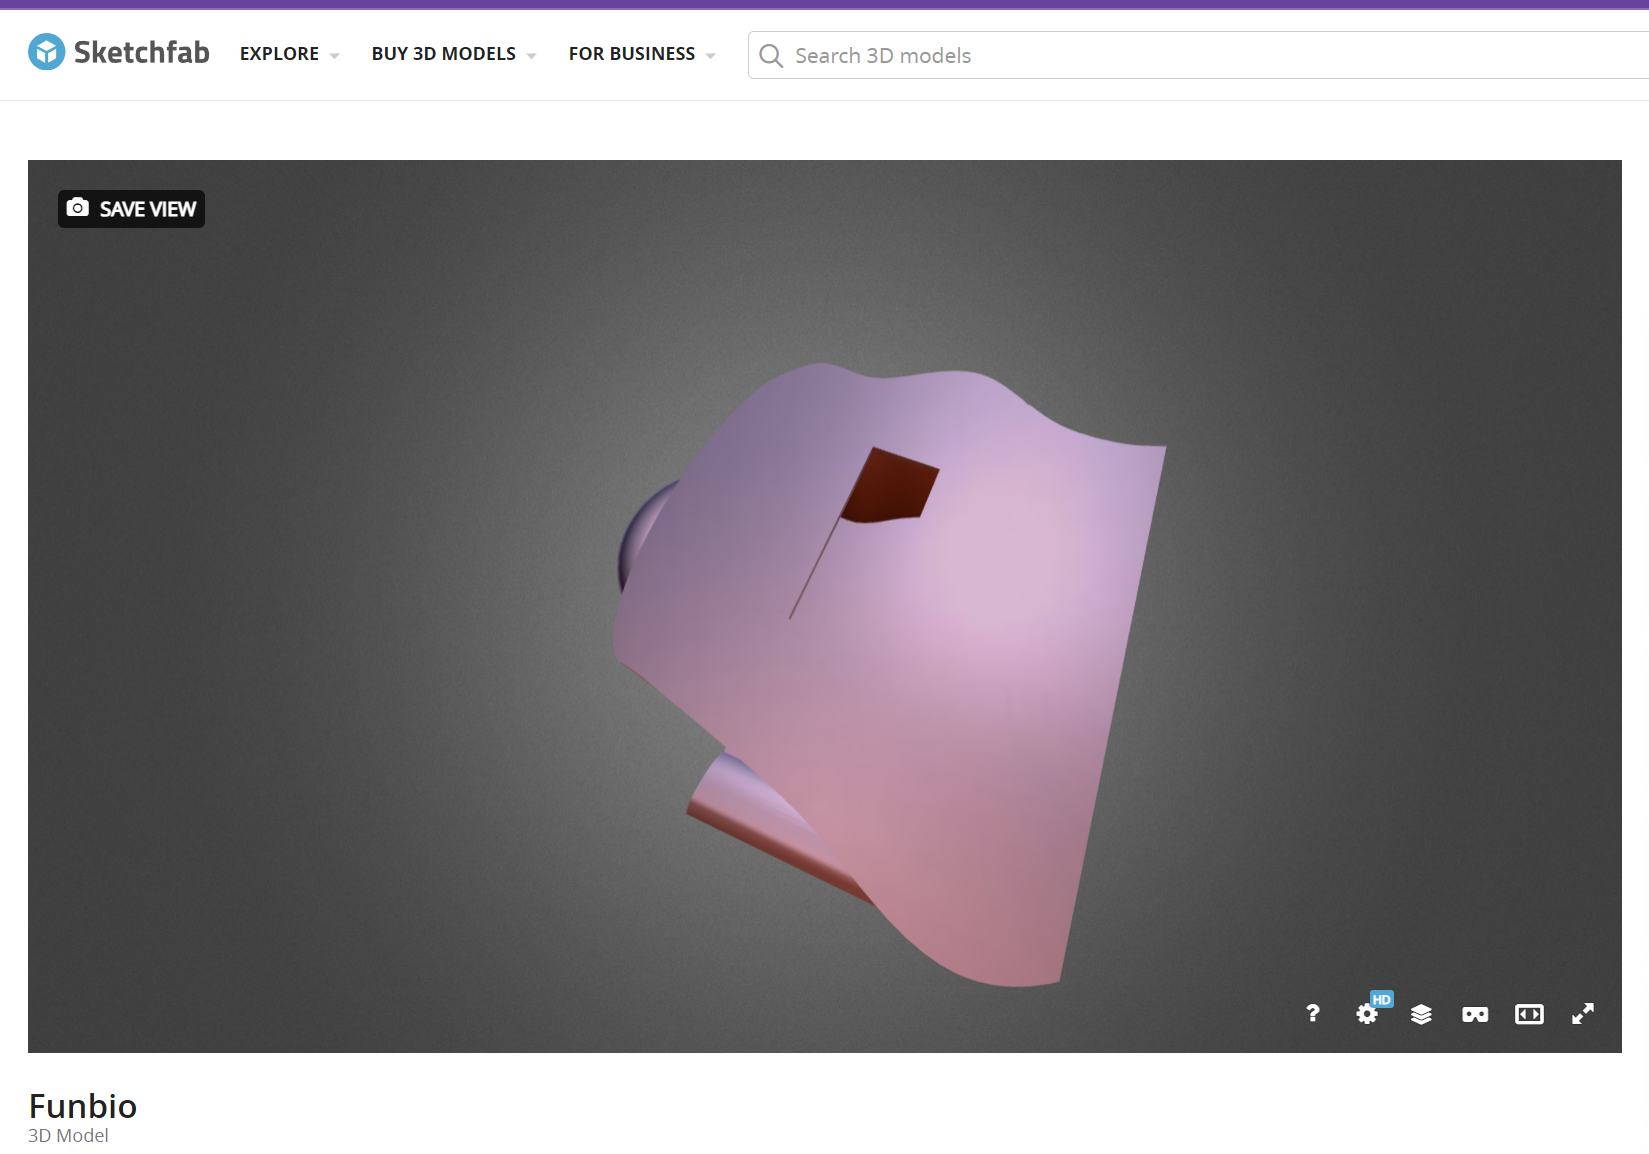 Sketchfab EXPLORE BUY 3D MODELS FOR BUSINESS Search 3D models
SAVE VIEW
? HD
Funbio
3D Model